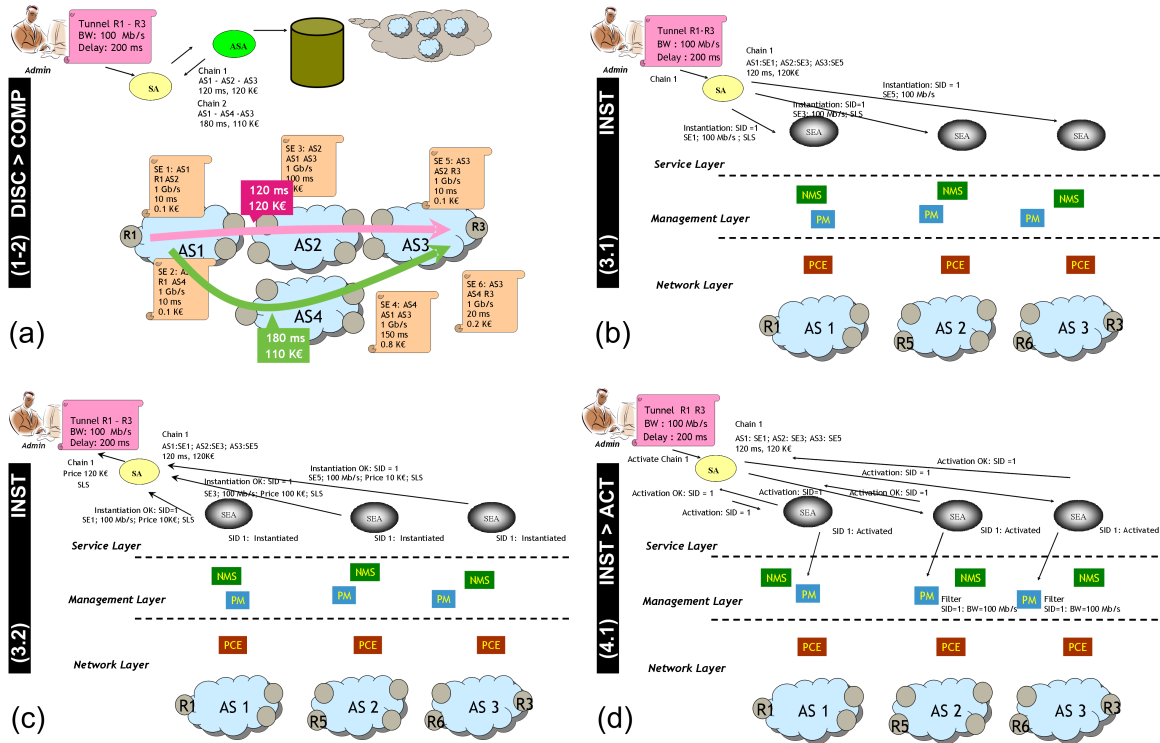 Tunnel R1 - R3
BW: 100 Mb/s
Delay: 200 ms
Admin
SA
ASA
Chain 1
AS1 - AS2 - AS3
120 ms, 120 K€
Chain 2
AS1 - AS4 -AS3
180 ms, 110 K€
(1-2) DISC > COMP
SE 1: AS1
R1 AS2
1 Gb/s
10 ms
0.1 K€
SE 3: AS2
AS1 AS3
1 Gb/s
100 ms
K€
SE 5: AS3
AS2 R3
1 Gb/s
10 ms
0.1 K€
120 ms
120 K€
R1
AS1
AS2
AS3
R3
SE 2: AS
R1 AS4
1 Gb/s
10 ms
0.1 K€
AS4
SE 4: AS4
AS1 AS3
1 Gb/s
150 ms
0.8 K€
SE 6: AS3
AS4 R3
1 Gb/s
20 ms
0.2 K€
180 ms
110 K€
(a)
Tunnel R1-R3
BW : 100 Mb/s
Delay : 200 ms
Admin
Chain 1
SA
Chain 1
AS1:SE1; AS2:SE3; AS3:SE5
120 ms, 120K€
Instantiation: SID = 1
SE5; 100 Mb/s
Instantiation: SID=1
SE3; 100 Mb/s; SLS
Instantiation: SID =1
SE1; 100 Mb/s ; SLS
SEA
SEA
SEA
(3.1) INST
Service Layer
NMS
NMS
NMS
Management Layer
PM
PM
PM
PCE
PCE
PCE
Network Layer
R1
AS 1
R5
AS 2
R6
AS 3
R3
(b)
Tunnel R1 - R3
BW: 100 Mb/s
Delay: 200 ms
Admin
Chain 1
Price 120 K€
SLS
SA
Chain 1
AS1:SE1; AS2:SE3; AS3:SE5
120 ms, 120K€
Instantiation OK: SID = 1
SE5; 100 Mb/s; Price 10 K€; SLS
Instantiation OK: SID = 1
SE3; 100 Mb/s; Price 100 K€; SLS
Instantiation OK: SID=1
SE1; 100 Mb/s; Price 10K€; SLS
SEA
SEA
SEA
SID 1: Instantiated
SID 1: Instantiated
SID 1: Instantiated
(3.2) INST
Service Layer
NMS
NMS
NMS
Management Layer
PM
PM
PM
PCE
PCE
PCE
Network Layer
R1
AS 1
R5
AS 2
R6
AS 3
R3
(c)
Tunnel R1 R3
BW : 100 Mb/s
Delay : 200 ms
Admin
Activate Chain 1
SA
Chain 1
AS1: SE1; AS2: SE3; AS3: SE5
120 ms, 120 K€
Activation OK: SID =1
Activation: SID = 1
Activation OK: SID = 1
Activation: SID=1
Activation OK: SID =1
Activation: SID = 1
SEA
SEA
SEA
SID 1: Activated
SID 1: Activated
SID 1: Activated
(4.1) INST > ACT
Service Layer
NMS
NMS
NMS
Management Layer
PM
PM
PM
Filter
SID=1: BW=100 Mb/s
Filter
SID=1: BW=100 Mb/s
PCE
PCE
PCE
Network Layer
R1
AS 1
R5
AS 2
R6
AS 3
R3
(d)